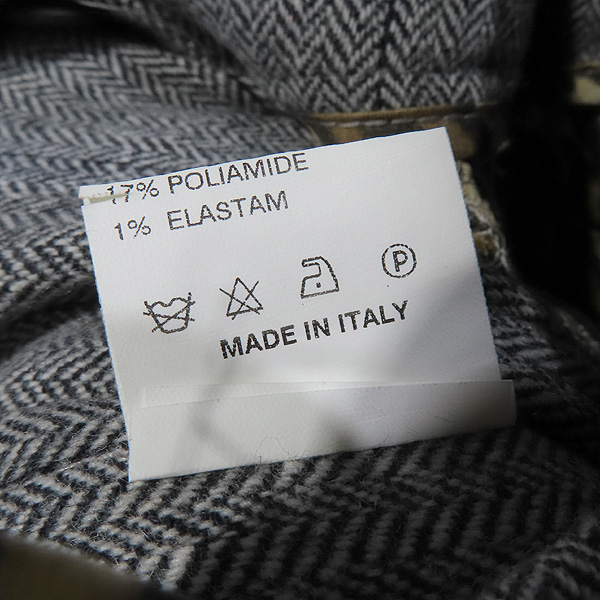 17% POLIAMIDE
1% ELASTAM
P
MADE IN ITALY